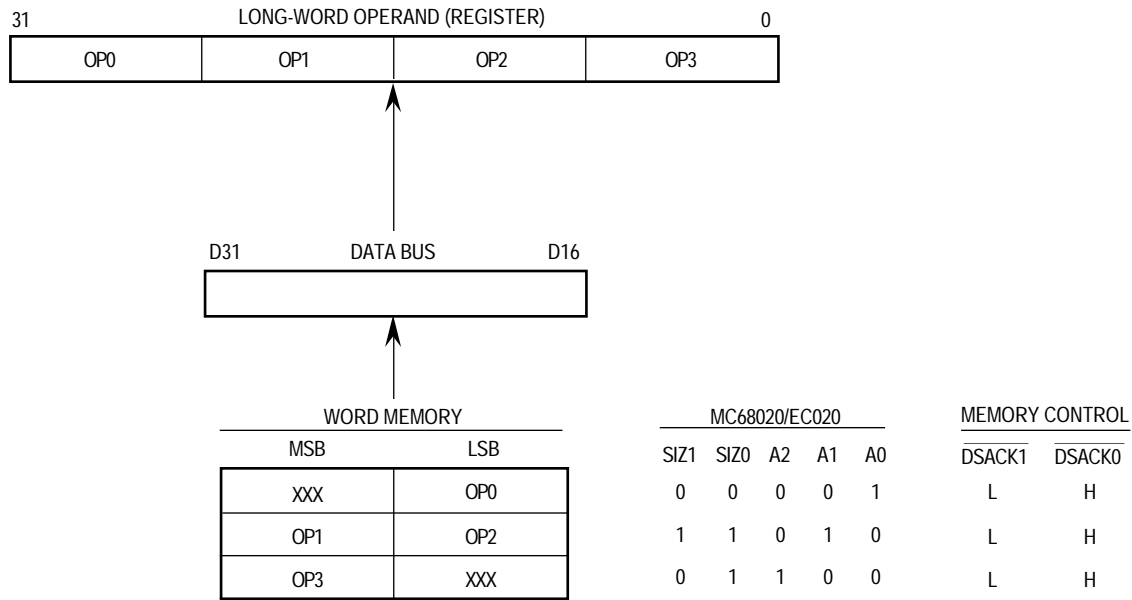 31 LONG-WORD OPERAND (REGISTER) 0
OP0 OP1 OP2 OP3
D31 DATA BUS D16
WORD MEMORY MC68020/EC020 MEMORY CONTROL
MSB LSB SIZ1 SIZ0 A2 A1 A0 DSACK1 DSACK0
XXX OP0 0 0 0 0 1 L H
OP1 OP2 1 1 0 1 0 L H
OP3 XXX 0 1 1 0 0 L H